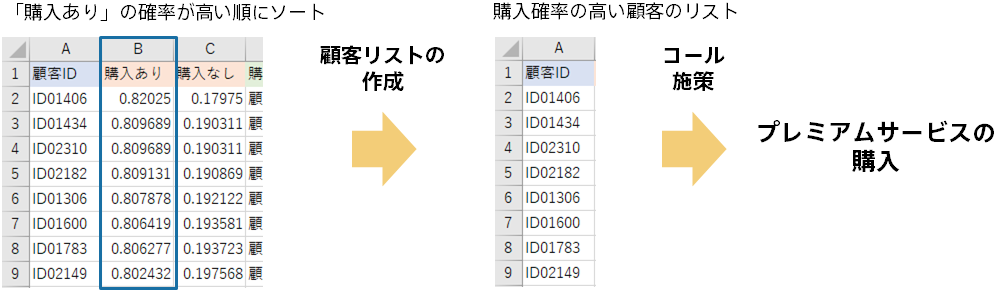 「購入あり」の確率が高い順にソート
A B C
1 顧客ID 購入あり 購入なし 購
2 ID01406 0.82025 0.17975 顧
3 ID01434 0.809689 0.190311 顧
4 ID02310 0.809689 0.190311 顧
5 ID02182 0.809131 0.190869 顧
6 ID01306 0.807878 0.192122 顧
7 ID01600 0.806419 0.193581 顧
8 ID01783 0.806277 0.193723 顧
9 ID02149 0.802432 0.197568 顧
顧客リストの
作成
購入確率の高い顧客のリスト
A
1 顧客ID
2 ID01406
3 ID01434
4 ID02310
5 ID02182
6 ID01306
7 ID01600
8 ID01783
9 ID02149
コール
施策
プレミアムサービスの
購入